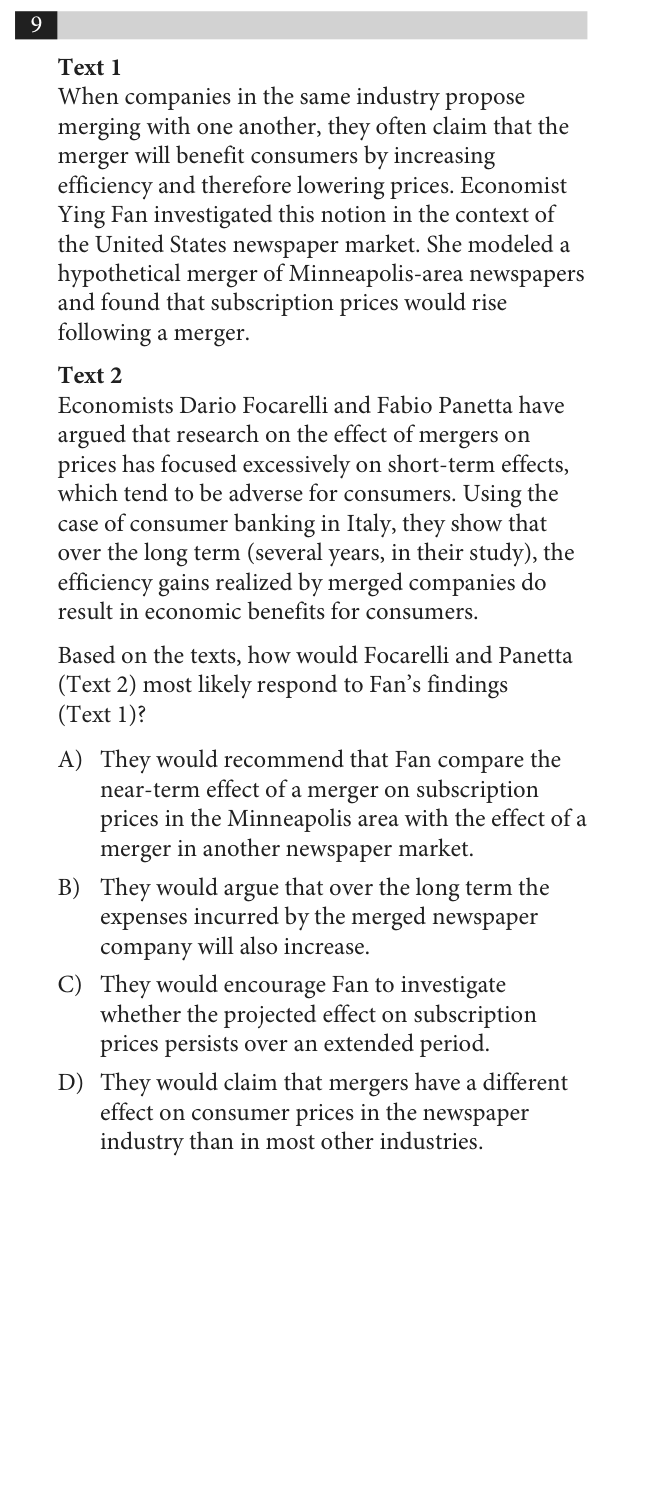 9
Text 1
When companies in the same industry propose
merging with one another, they often claim that the
merger will benefit consumers by increasing
efficiency and therefore lowering prices. Economist
Ying Fan investigated this notion in the context of
the United States newspaper market. She modeled a
hypothetical merger of Minneapolis-area newspapers
and found that subscription prices would rise
following a merger.
Text 2
Economists Dario Focarelli and Fabio Panetta have
argued that research on the effect of mergers on
prices has focused excessively on short-term effects,
which tend to be adverse for consumers. Using the
case of consumer banking in Italy, they show that
over the long term (several years, in their study), the
efficiency gains realized by merged companies do
result in economic benefits for consumers.
Based on the texts, how would Focarelli and Panetta
(Text 2) most likely respond to Fan’s findings
(Text 1)?
A) They would recommend that Fan compare the
near-term effect of a merger on subscription
prices in the Minneapolis area with the effect of a
merger in another newspaper market.
B) They would argue that over the long term the
expenses incurred by the merged newspaper
company will also increase.
C) They would encourage Fan to investigate
whether the projected effect on subscription
prices persists over an extended period.
D) They would claim that mergers have a different
effect on consumer prices in the newspaper
industry than in most other industries.